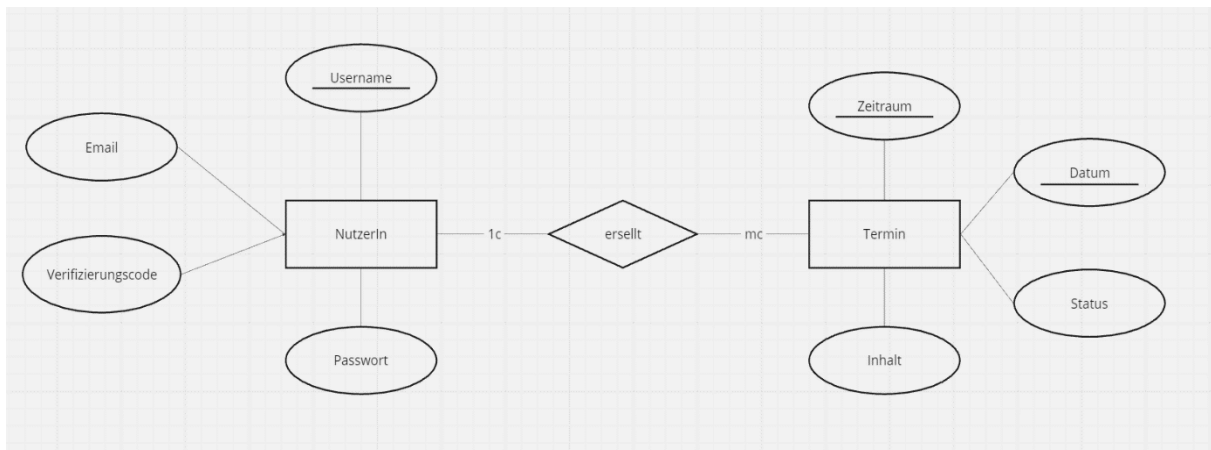 Username
Zeitraum
Email
Datum
NutzerIn
1c
ersellt
mc
Termin
Verifizierungscode
Status
Passwort
Inhalt